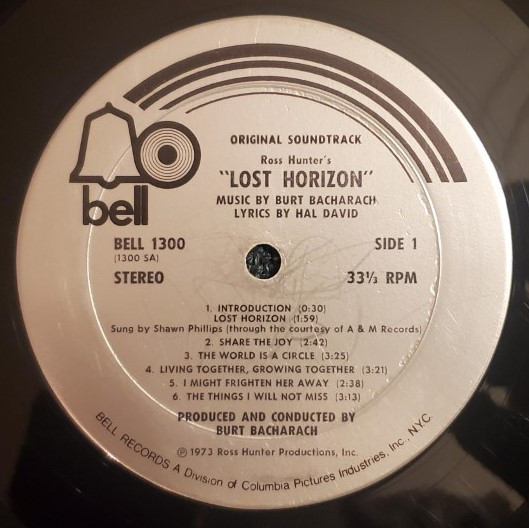 bell
ORIGINAL SOUNDTRACK
Ross Hunter's
"LOST HORIZON"
MUSIC BY BURT BACHARACH
LYRICS BY HAL DAVID
BELL 1300
(1300 SA)
SIDE 1
STEREO
33⅓ RPM
1. INTRODUCTION (0:30)
LOST HORIZON (1:59)
Sung by Shawn Phillips (through the courtesy of A & M Records)
2. SHARE THE JOY (2:42)
3. THE WORLD IS A CIRCLE (3:25)
4. LIVING TOGETHER, GROWING TOGETHER (3:21)
5. I MIGHT FRIGHTEN HER AWAY (2:38)
6. THE THINGS I WILL NOT MISS (3:13)
PRODUCED AND CONDUCTED BY
BURT BACHARACH
℗ 1973 Ross Hunter Productions, Inc.
BELL RECORDS A Division of Columbia Pictures Industries, Inc., N.Y.C.